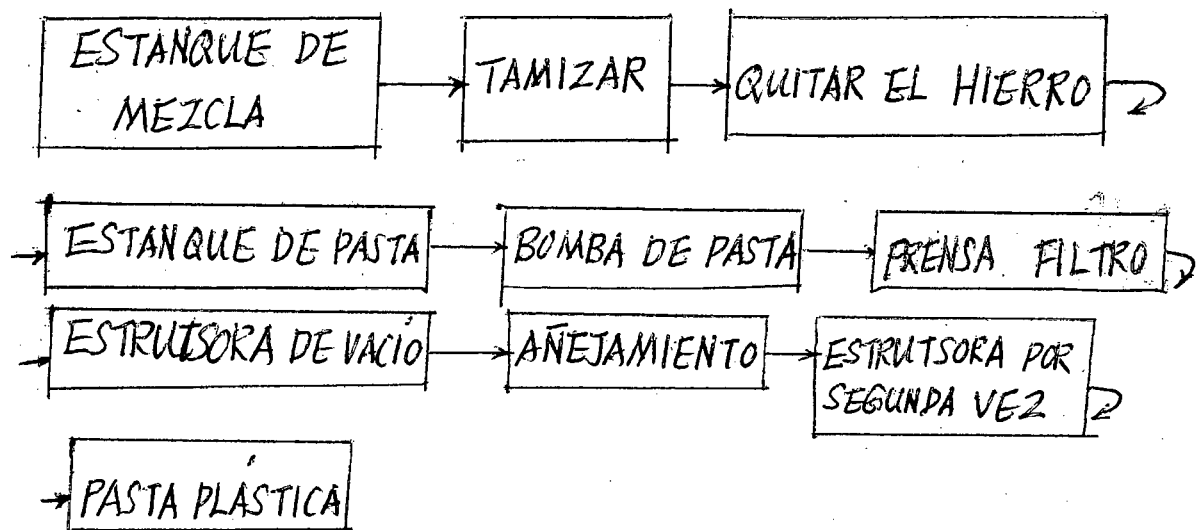 ESTANQUE DE
MEZCLA
TAMIZAR
QUITAR EL HIERRO
ESTANQUE DE PASTA
BOMBA DE PASTA
PRENSA FILTRO
ESTRUTSORA DE VACÍO
AÑEJAMIENTO
ESTRUTSORA POR
SEGUNDA VEZ
PASTA PLÁSTICA